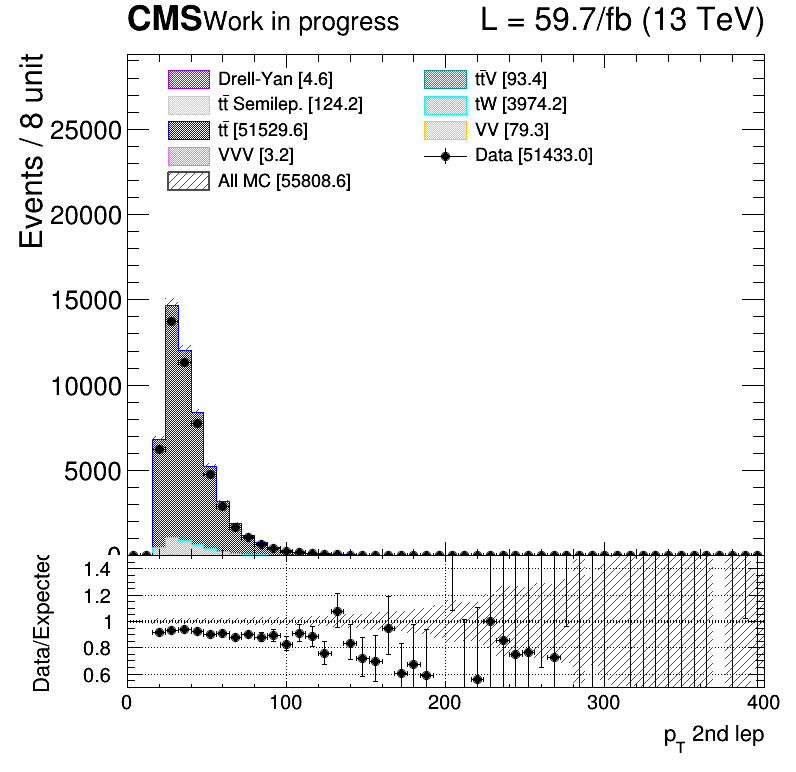 CMS Work in progress L = 59.7/fb (13 TeV)
Events / 8 unit
Drell-Yan [4.6]
tt̄ Semilep. [124.2]
tt̄ [51529.6]
VVV [3.2]
All MC [55808.6]
tt̄V [93.4]
tW [3974.2]
VV [79.3]
Data [51433.0]
25000
20000
15000
10000
5000
0
Data/Expected
1.4
1.2
1
0.8
0.6
0 100 200 300 400
p_T 2nd lep